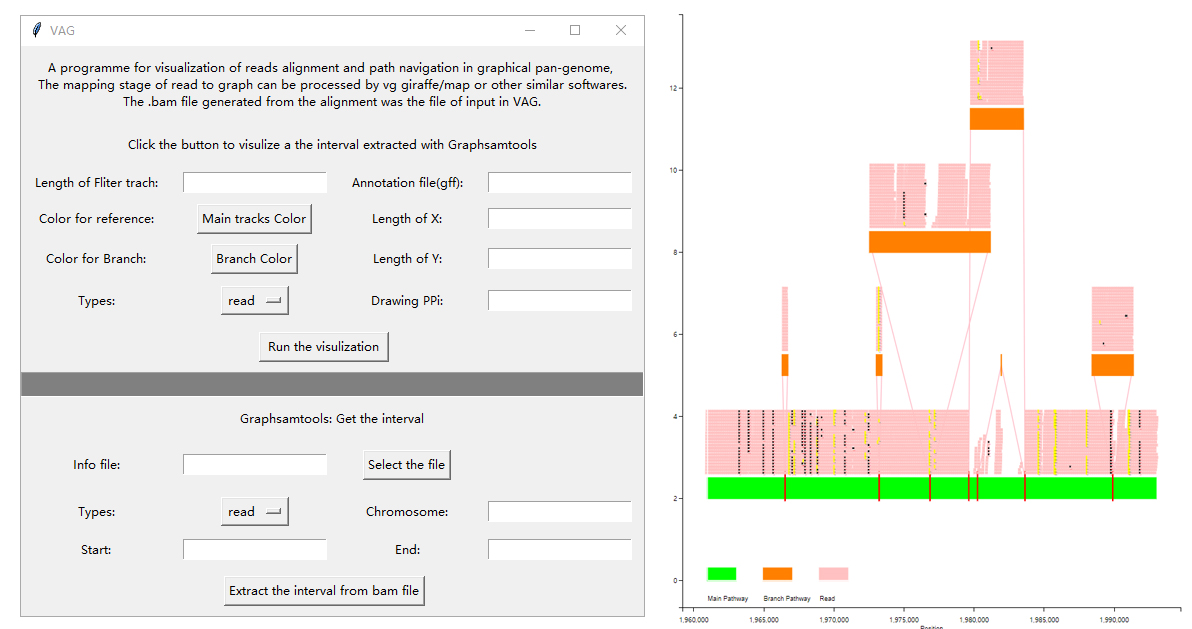 VAG
A programme for visualization of reads alignment and path navigation in graphical pan-genome,
The mapping stage of read to graph can be processed by vg giraffe/map or other similar softwares.
The .bam file generated from the alignment was the file of input in VAG.
Click the button to visulize a the interval extracted with Graphsamtools
Length of Fliter trach:
Annotation file(gff):
Color for reference:
Main tracks Color
Length of X:
Color for Branch:
Branch Color
Length of Y:
Types:
read
Drawing PPi:
Run the visulization
Graphsamtools: Get the interval
Info file:
Select the file
Types:
read
Chromosome:
Start:
End:
Extract the interval from bam file
12
10
8
6
4
2
0
Main Pathway
Branch Pathway
Read
1,960,000
1,965,000
1,970,000
1,975,000
1,980,000
1,985,000
1,990,000
Position